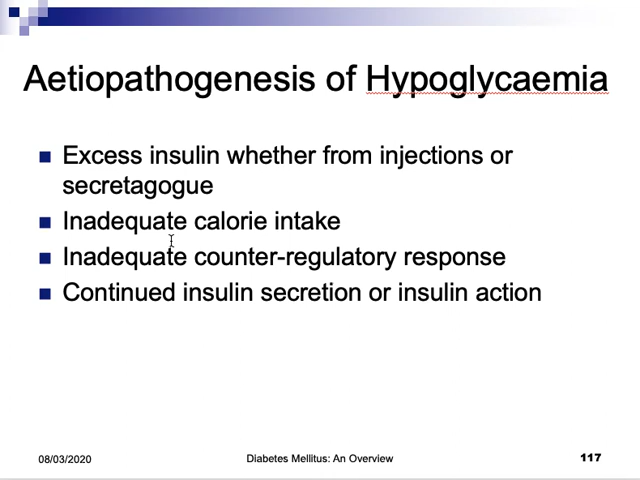 Aetiopathogenesis of Hypoglycaemia
Excess insulin whether from injections or
secretagogue
Inadequate calorie intake
Inadequate counter-regulatory response
Continued insulin secretion or insulin action
08/03/2020
Diabetes Mellitus: An Overview
117